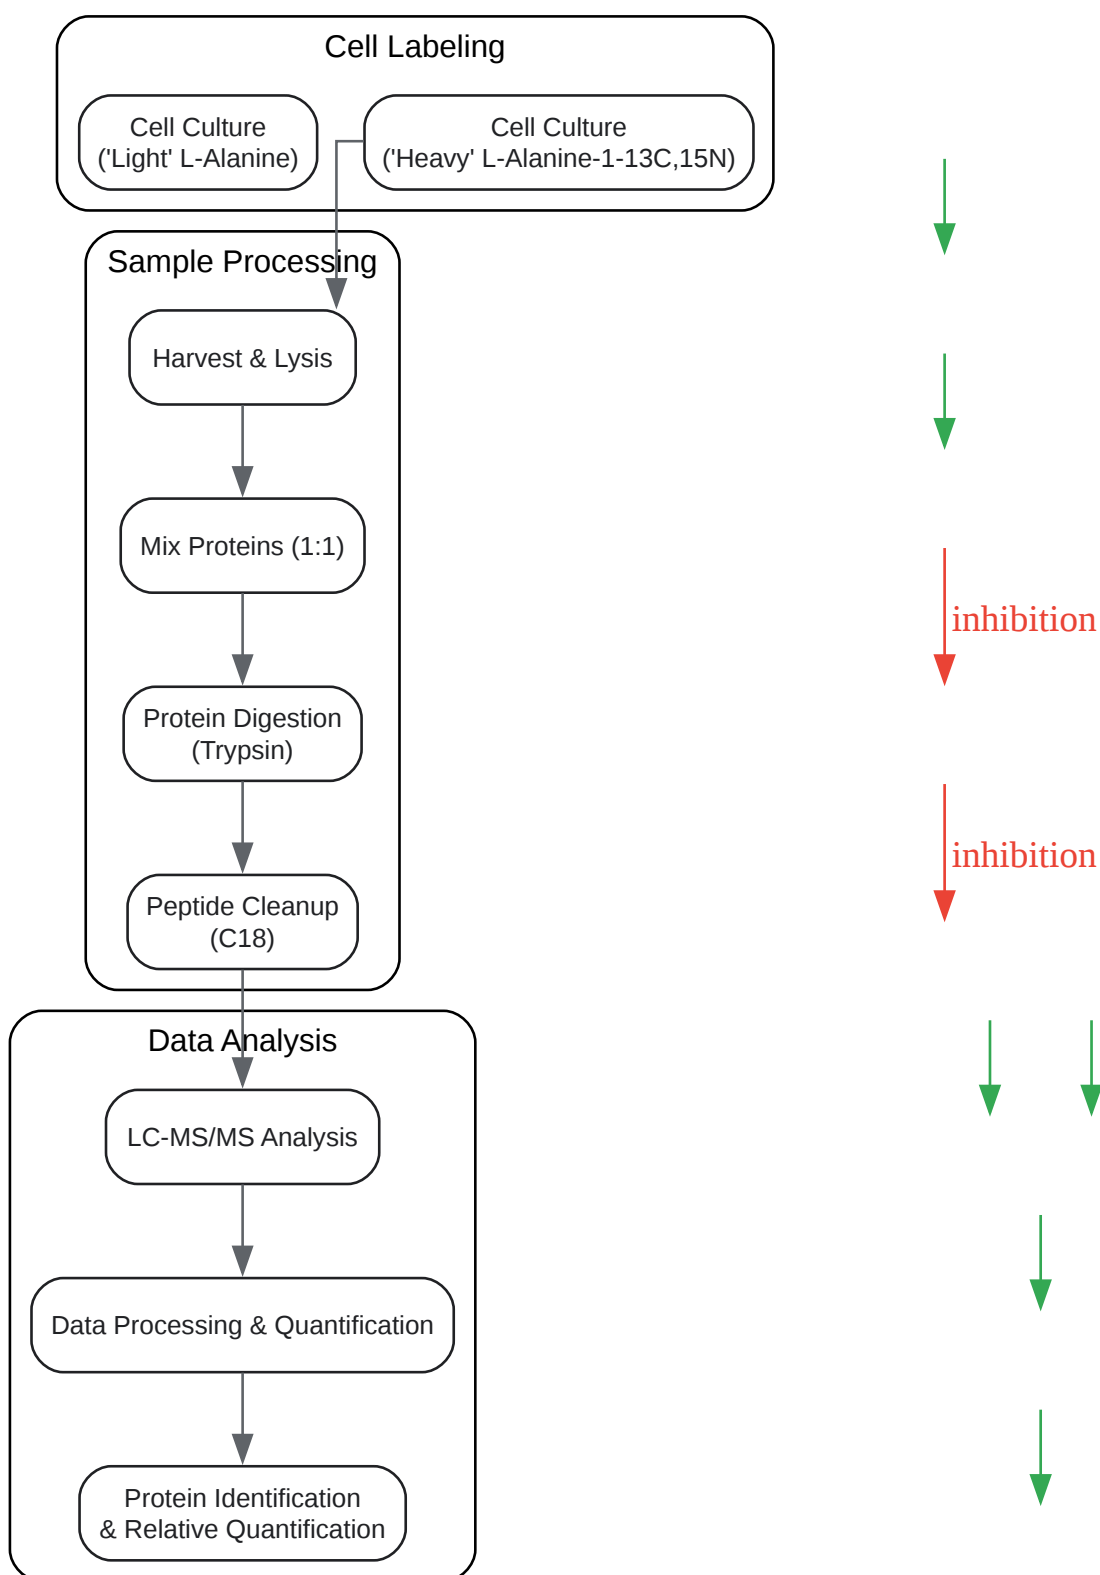 Cell Labeling
Cell Culture
('Light' L-Alanine)
Cell Culture
('Heavy' L-Alanine-1-13C,15N)
Sample Processing
Harvest & Lysis
Mix Proteins (1:1)
inhibition
Protein Digestion
(Trypsin)
inhibition
Peptide Cleanup
(C18)
Data Analysis
LC-MS/MS Analysis
Data Processing & Quantification
Protein Identification
& Relative Quantification